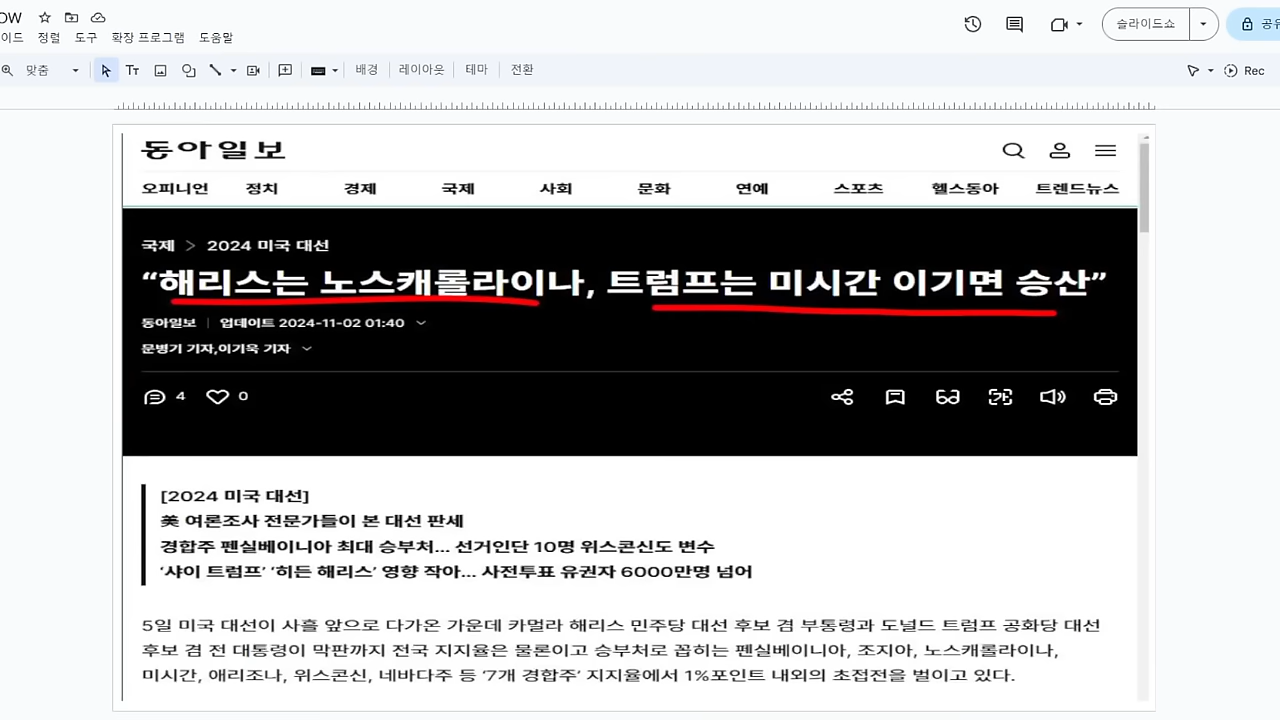 OW
이드 정렬 도구 확장 프로그램 도움말
슬라이드쇼
공유
맞춤
배경 레이아웃 테마 전환
Rec
동아일보
오피니언 정치 경제 국제 사회 문화 연예 스포츠 헬스동아 트렌드뉴스
국제 > 2024 미국 대선
“해리스는 노스캐롤라이나, 트럼프는 미시간 이기면 승산”
동아일보 | 업데이트 2024-11-02 01:40
문병기 기자,이기욱 기자
4 0
가
[2024 미국 대선]
美 여론조사 전문가들이 본 대선 판세
경합주 펜실베이니아 최대 승부처… 선거인단 10명 위스콘신도 변수
‘샤이 트럼프’ ‘히든 해리스’ 영향 작아… 사전투표 유권자 6000만명 넘어
5일 미국 대선이 사흘 앞으로 다가온 가운데 카멀라 해리스 민주당 대선 후보 겸 부통령과 도널드 트럼프 공화당 대선
후보 겸 전 대통령이 막판까지 전국 지지율은 물론이고 승부처로 꼽히는 펜실베이니아, 조지아, 노스캐롤라이나,
미시간, 애리조나, 위스콘신, 네바다주 등 ‘7개 경합주’ 지지율에서 1%포인트 내외의 초접전을 벌이고 있다.